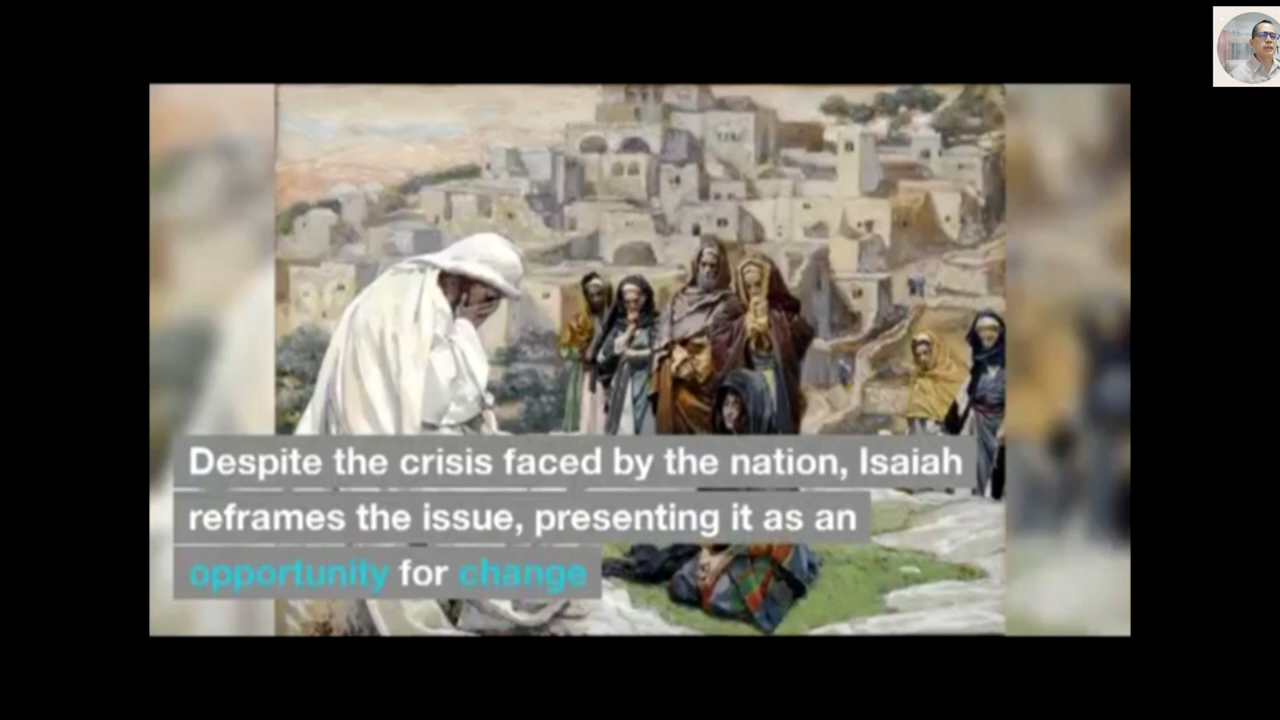 Despite the crisis faced by the nation, Isaiah
reframes the issue, presenting it as an
opportunity for change